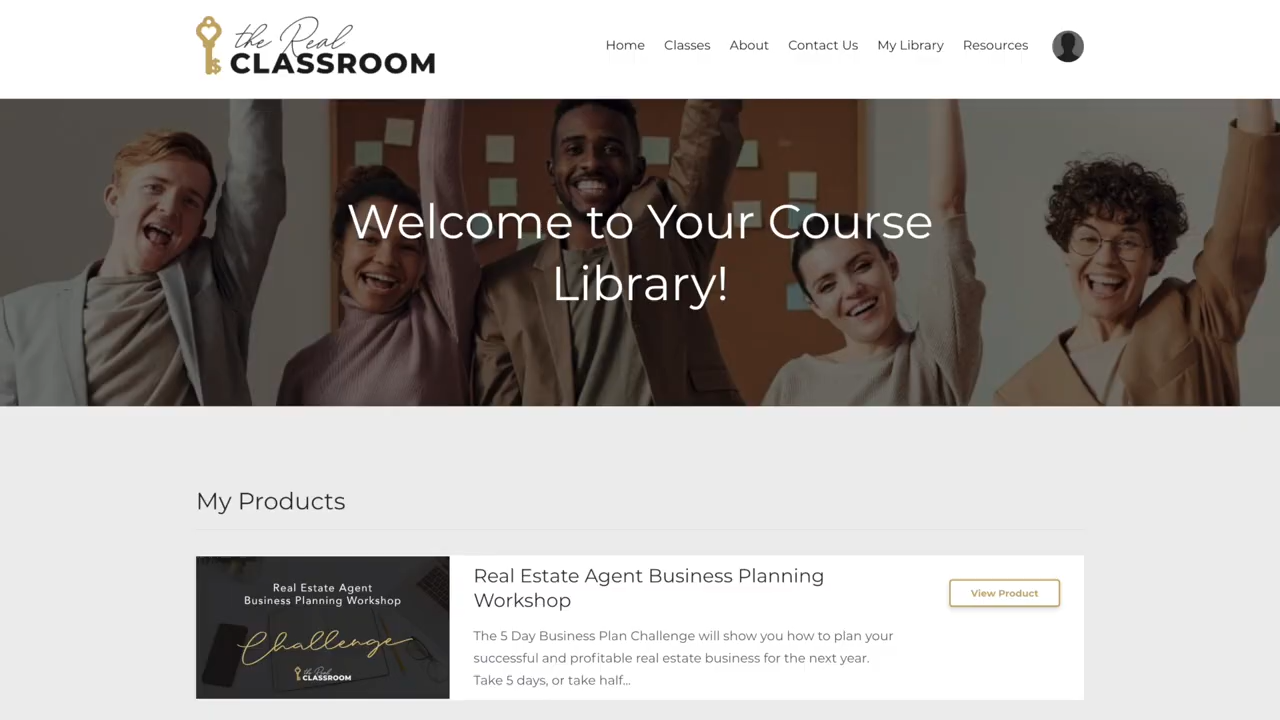 the Real
CLASSROOM
Home Classes About Contact Us My Library Resources
Welcome to Your Course
Library!
My Products
Real Estate Agent
Business Planning Workshop
Challenge
the Real
CLASSROOM
Real Estate Agent Business Planning
Workshop
View Product
The 5 Day Business Plan Challenge will show you how to plan your
successful and profitable real estate business for the next year.
Take 5 days, or take half...